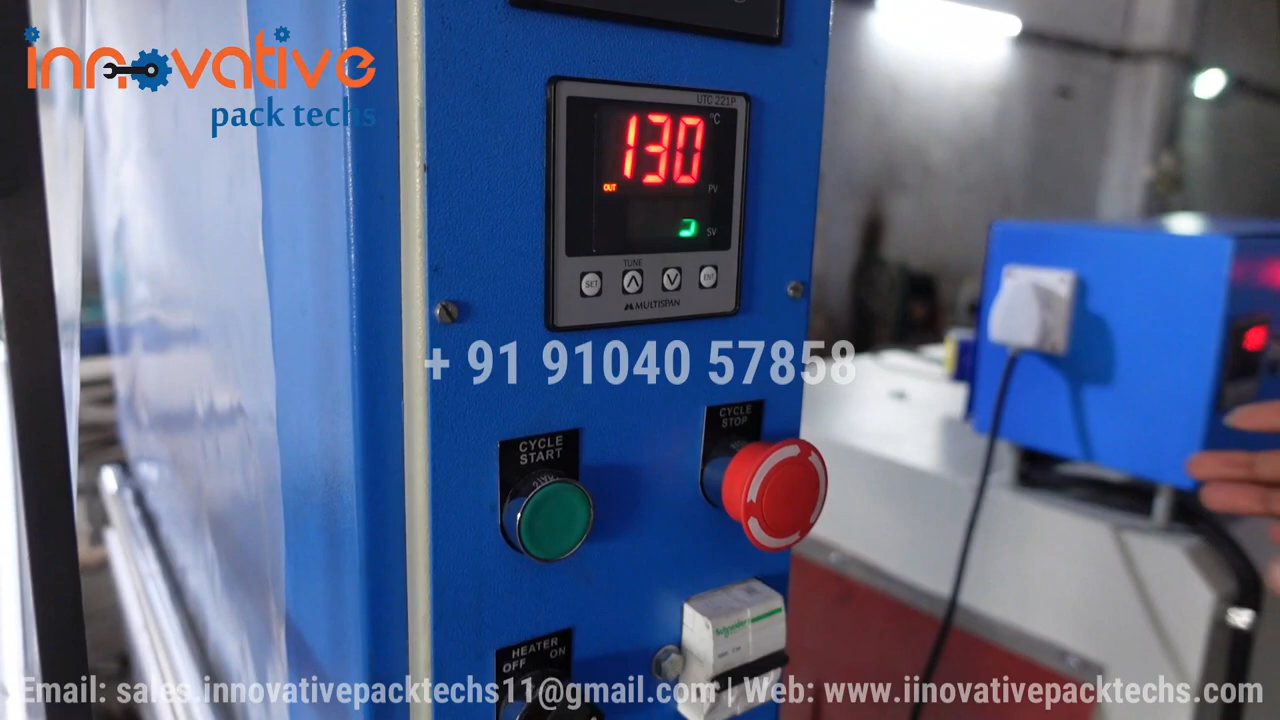 innovative
pack techs
UTC 221P
130
°C
OUT
PV
SV
TUNE
SET
ENT
MULTISPAN
+ 91 91040 57858
CYCLE
START
CYCLE
STOP
Schneider
HEATER
OFF ON
Email: sales.innovativepacktechs11@gmail.com | Web: www.iinovativepacktechs.com